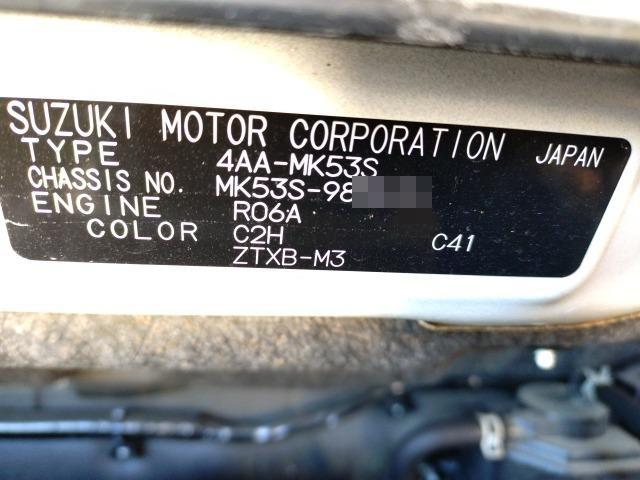 SUZUKI MOTOR CORPORATION JAPAN
TYPE 4AA-MK53S
CHASSIS NO. MK53S-98
ENGINE R06A
COLOR C2H C41
ZTXB-M3